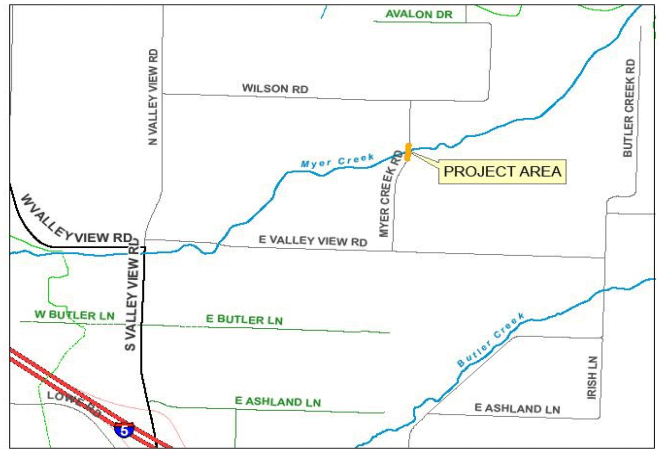 AVALON DR
N VALLEY VIEW RD
WILSON RD
BUTLER CREEK RD
Myer Creek
MYER CREEK RD
PROJECT AREA
W VALLEY VIEW RD
E VALLEY VIEW RD
S VALLEY VIEW RD
W BUTLER LN
E BUTLER LN
Butler Creek
IRISH LN
LOWE RD
E ASHLAND LN
E ASHLAND LN
5